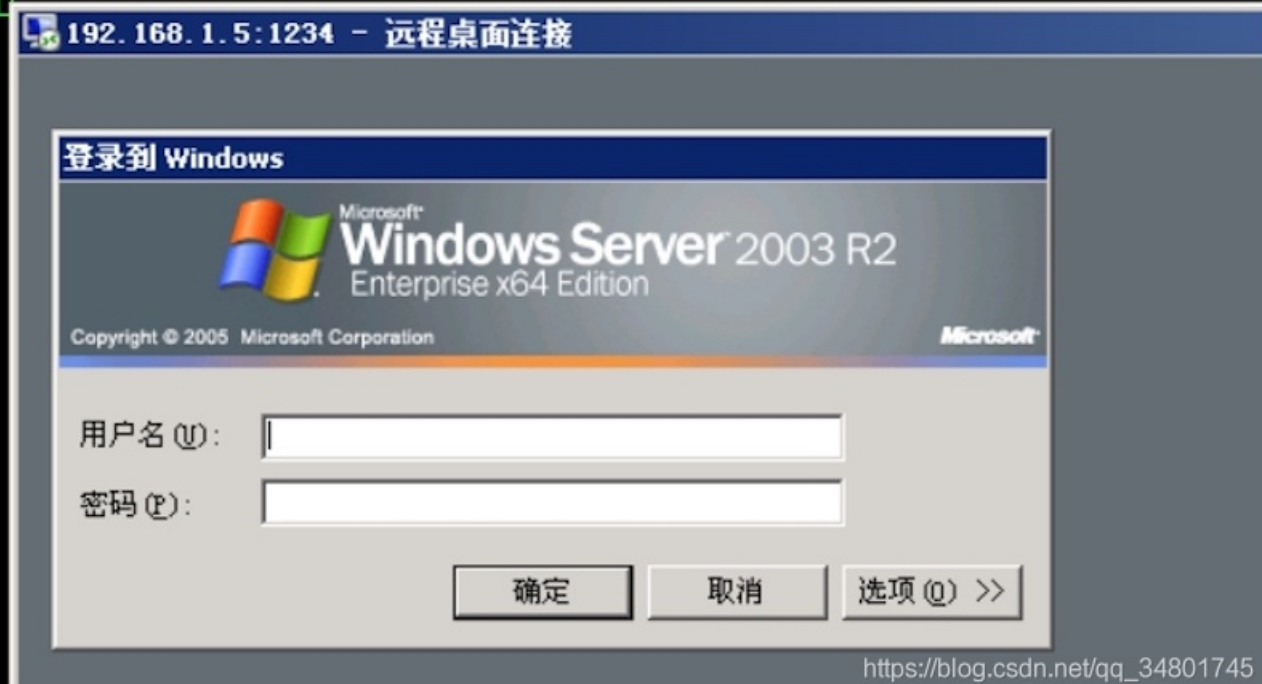 192.168.1.5:1234 - 远程桌面连接
登录到 Windows
Microsoft
Windows Server 2003 R2
Enterprise x64 Edition
Copyright © 2005 Microsoft Corporation
Microsoft
用户名(U):
密码(P):
确定
取消
选项(O) >>
https://blog.csdn.net/qq_34801745